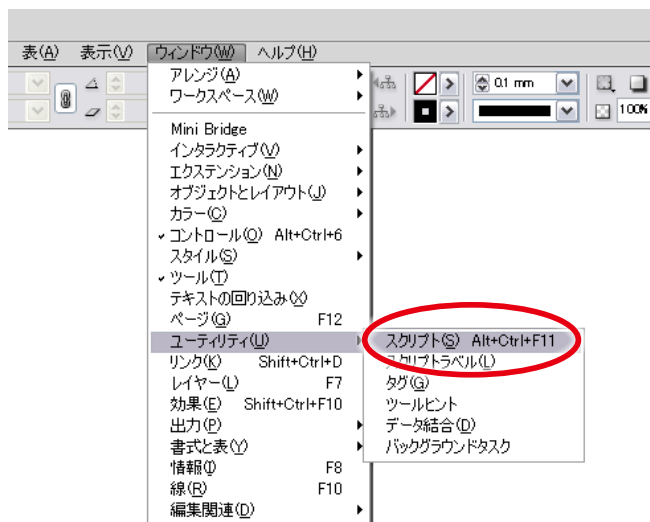 表(A) 表示(V) ウィンドウ(W) ヘルプ(H)
0.1 mm
100%
アレンジ(A)
ワークスペース(W)
Mini Bridge
インタラクティブ(V)
エクステンション(N)
オブジェクトとレイアウト(J)
カラー(C)
コントロール(O) Alt+Ctrl+6
スタイル(S)
ツール(T)
テキストの回り込み(X)
ページ(G) F12
ユーティリティ(U)
リンク(K) Shift+Ctrl+D
レイヤー(L) F7
効果(E) Shift+Ctrl+F10
出力(P)
書式と表(Y)
情報(I) F8
線(R) F10
編集関連(D)
スクリプト(S) Alt+Ctrl+F11
スクリプトラベル(L)
タグ(G)
ツールヒント
データ結合(D)
バックグラウンドタスク